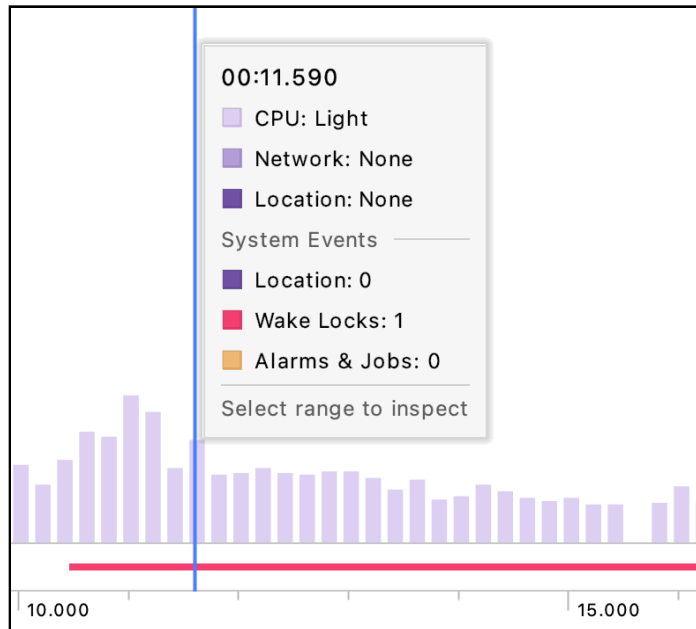 00:11.590
CPU: Light
Network: None
Location: None
System Events
Location: 0
Wake Locks: 1
Alarms & Jobs: 0
Select range to inspect
10.000
15.000